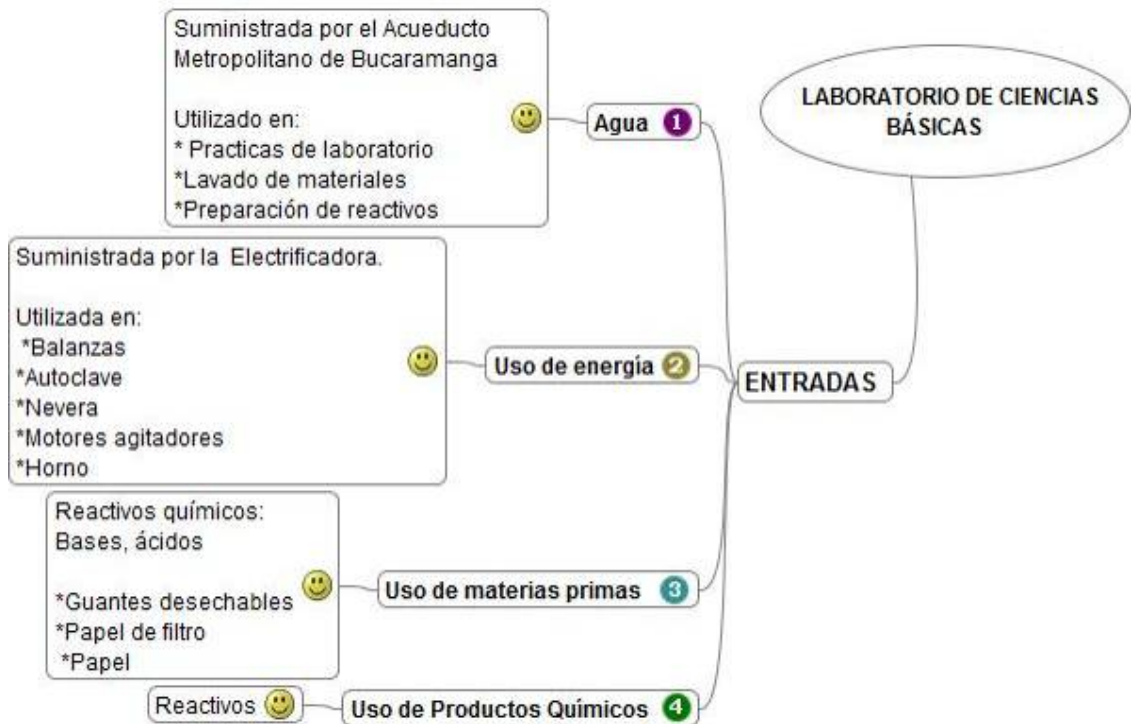 LABORATORIO DE CIENCIAS
BÁSICAS
ENTRADAS
Agua 1
Suministrada por el Acueducto
Metropolitano de Bucaramanga
Utilizado en:
* Practicas de laboratorio
*Lavado de materiales
*Preparación de reactivos
Uso de energía 2
Suministrada por la Electrificadora.
Utilizada en:
*Balanzas
*Autoclave
*Nevera
*Motores agitadores
*Horno
Uso de materias primas 3
Reactivos químicos:
Bases, ácidos
*Guantes desechables
*Papel de filtro
*Papel
Uso de Productos Químicos 4
Reactivos